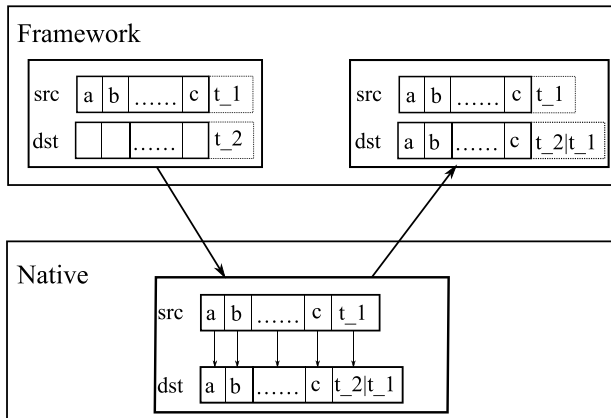 Framework
src a b ...... c t_1
dst ...... t_2
src a b ...... c t_1
dst a b ...... c t_2|t_1
Native
src a b ...... c t_1
dst a b ...... c t_2|t_1